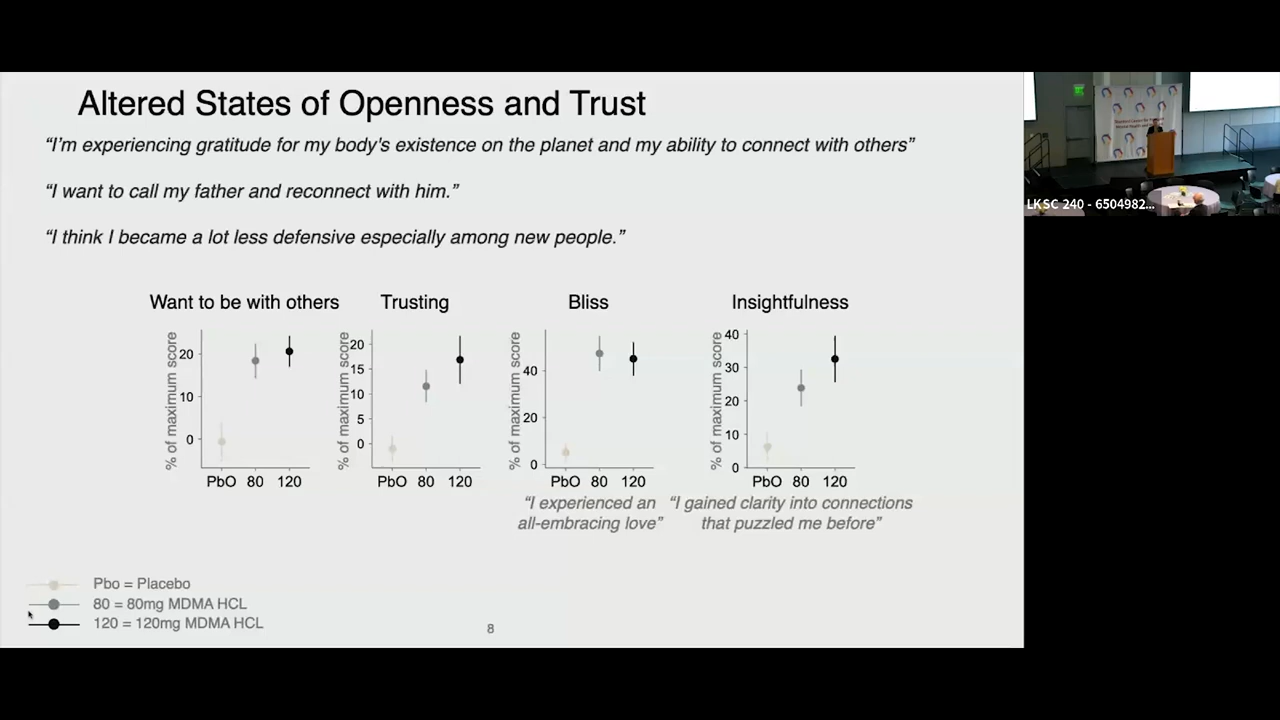 Altered States of Openness and Trust
“I’m experiencing gratitude for my body's existence on the planet and my ability to connect with others”
“I want to call my father and reconnect with him.”
“I think I became a lot less defensive especially among new people.”
Want to be with others
% of maximum score
20
10
0
PbO 80 120
Trusting
% of maximum score
20
15
10
5
0
PbO 80 120
Bliss
% of maximum score
40
20
0
PbO 80 120
“I experienced an
all-embracing love”
Insightfulness
% of maximum score
40
30
20
10
0
PbO 80 120
“I gained clarity into connections
that puzzled me before”
Pbo = Placebo
80 = 80mg MDMA HCL
120 = 120mg MDMA HCL
8
LKSC 240 - 6504982...